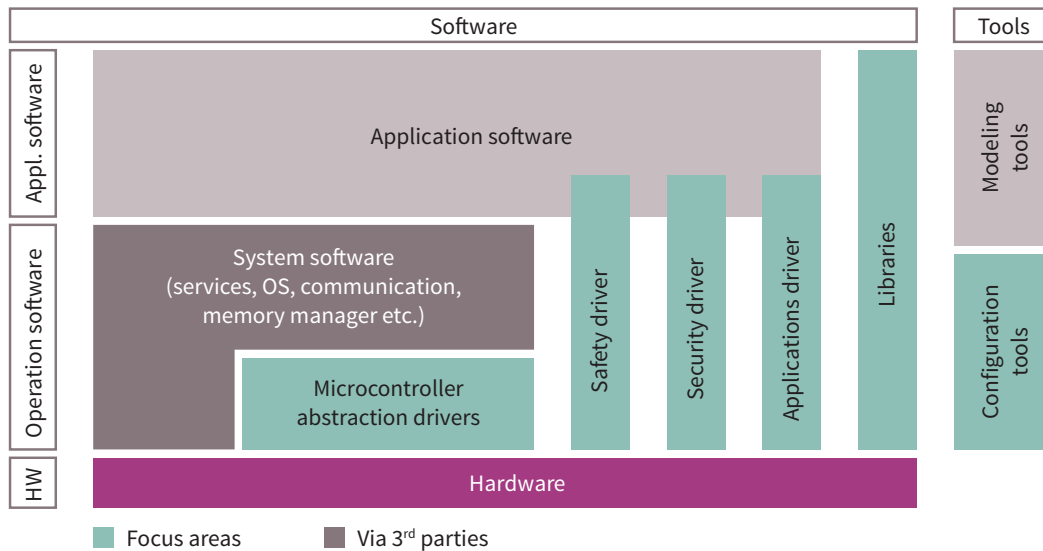 Software
Tools
Appl. software
Application software
Modeling
tools
Operation software
System software
(services, OS, communication,
memory manager etc.)
Microcontroller
abstraction drivers
Safety driver
Security driver
Applications driver
Libraries
Configuration
tools
HW
Hardware
Focus areas
Via 3rd parties